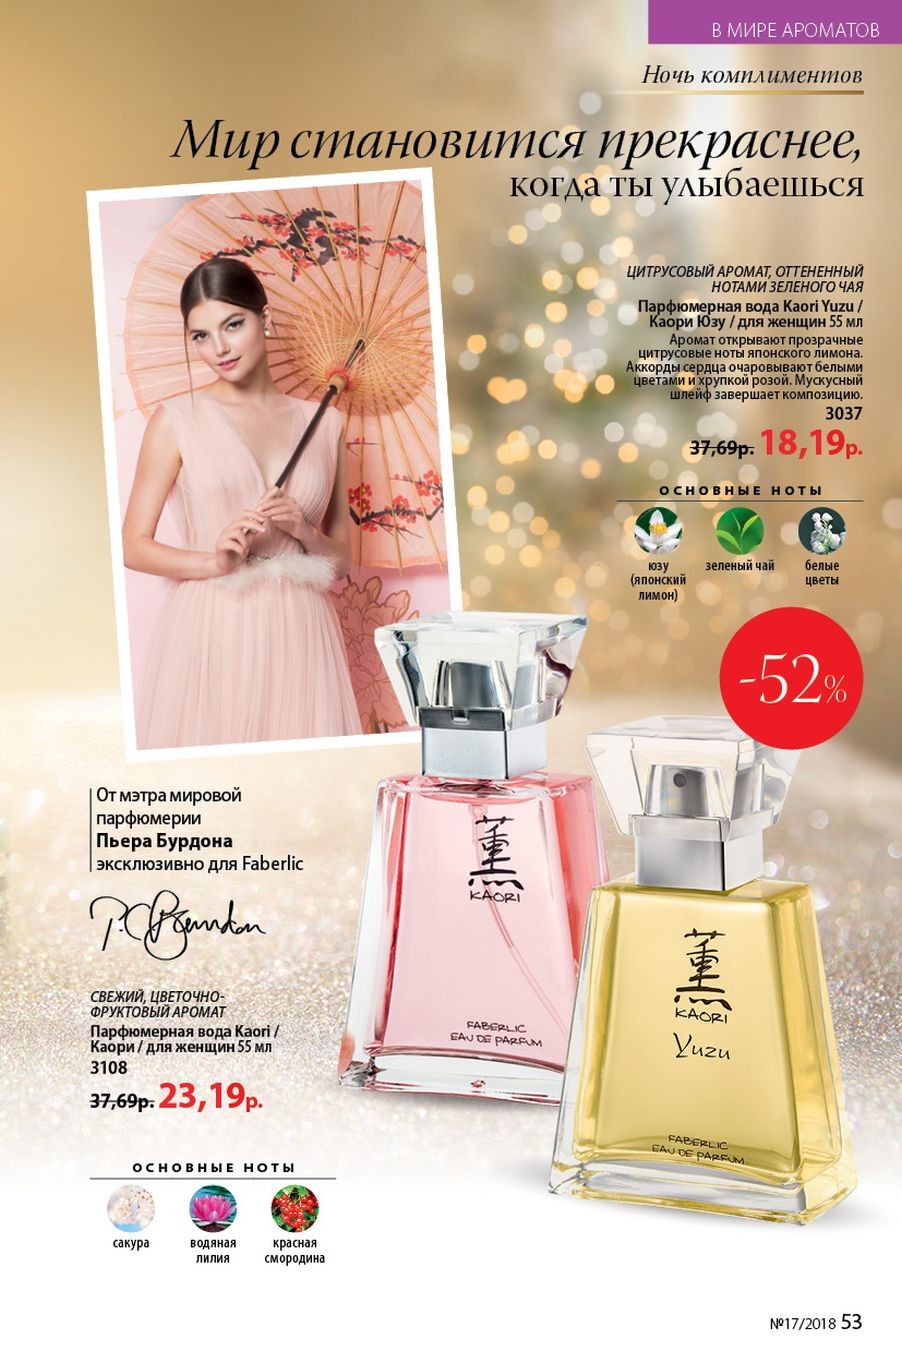 В МИРЕ АРОМАТОВ
Ночь комплиментов
Мир становится прекраснее,
когда ты улыбаешься
ЦИТРУСОВЫЙ АРОМАТ, ОТТЕНЕННЫЙ
НОТАМИ ЗЕЛЕНОГО ЧАЯ
Парфюмерная вода Kaori Yuzu /
Каори Юзу / для женщин 55 мл
Аромат открывают прозрачные
цитрусовые ноты японского лимона.
Аккорды сердца очаровывают белыми
цветами и хрупкой розой. Мускусный
шлейф завершает композицию.
3037
37,69р. 18,19р.
ОСНОВНЫЕ НОТЫ
юзу
(японский
лимон)
зеленый чай
белые
цветы
-52%
От мэтра мировой
парфюмерии
Пьера Бурдона
эксклюзивно для Faberlic
СВЕЖИЙ, ЦВЕТОЧНО-
ФРУКТОВЫЙ АРОМАТ
Парфюмерная вода Kaori /
Каори / для женщин 55 мл
3108
37,69р. 23,19р.
ОСНОВНЫЕ НОТЫ
сакура
водяная
лилия
красная
смородина
薫
KAORI
FABERLIC
EAU DE PARFUM
薫
KAORI
Yuzu
FABERLIC
EAU DE PARFUM
№17/2018 53